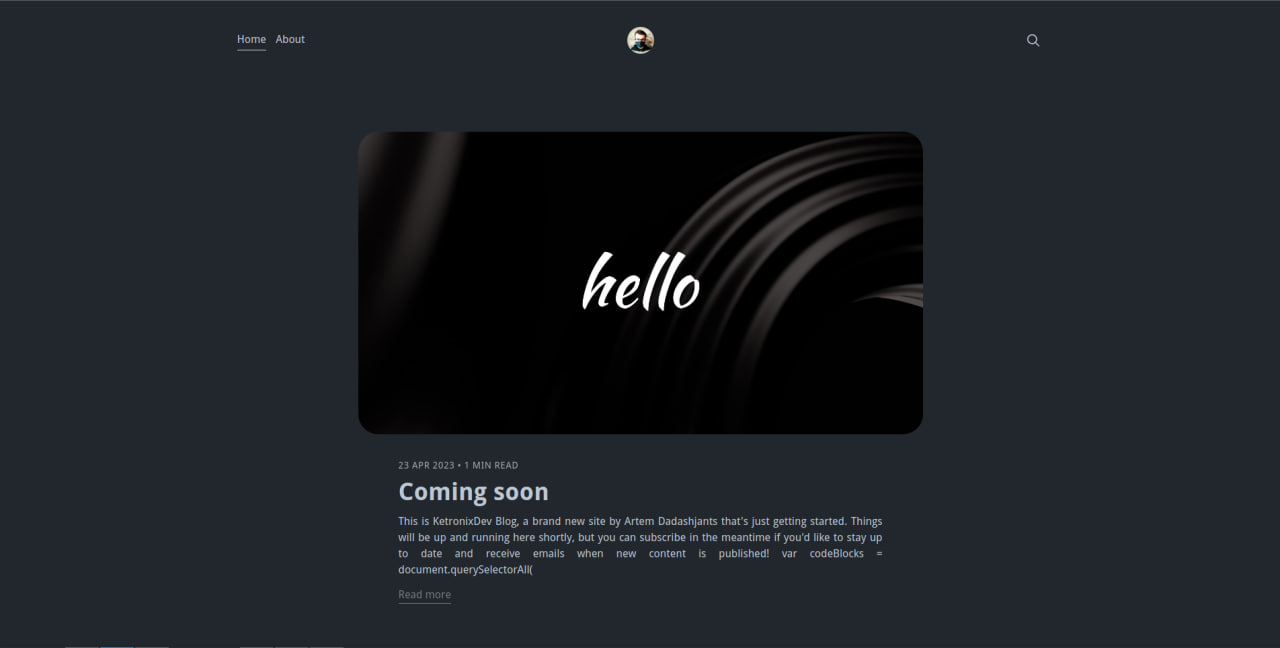 Home About
hello
23 APR 2023 • 1 MIN READ
Coming soon
This is KetronixDev Blog, a brand new site by Artem Dadashjants that's just getting started. Things
will be up and running here shortly, but you can subscribe in the meantime if you'd like to stay up
to date and receive emails when new content is published! var codeBlocks =
document.querySelectorAll(
Read more